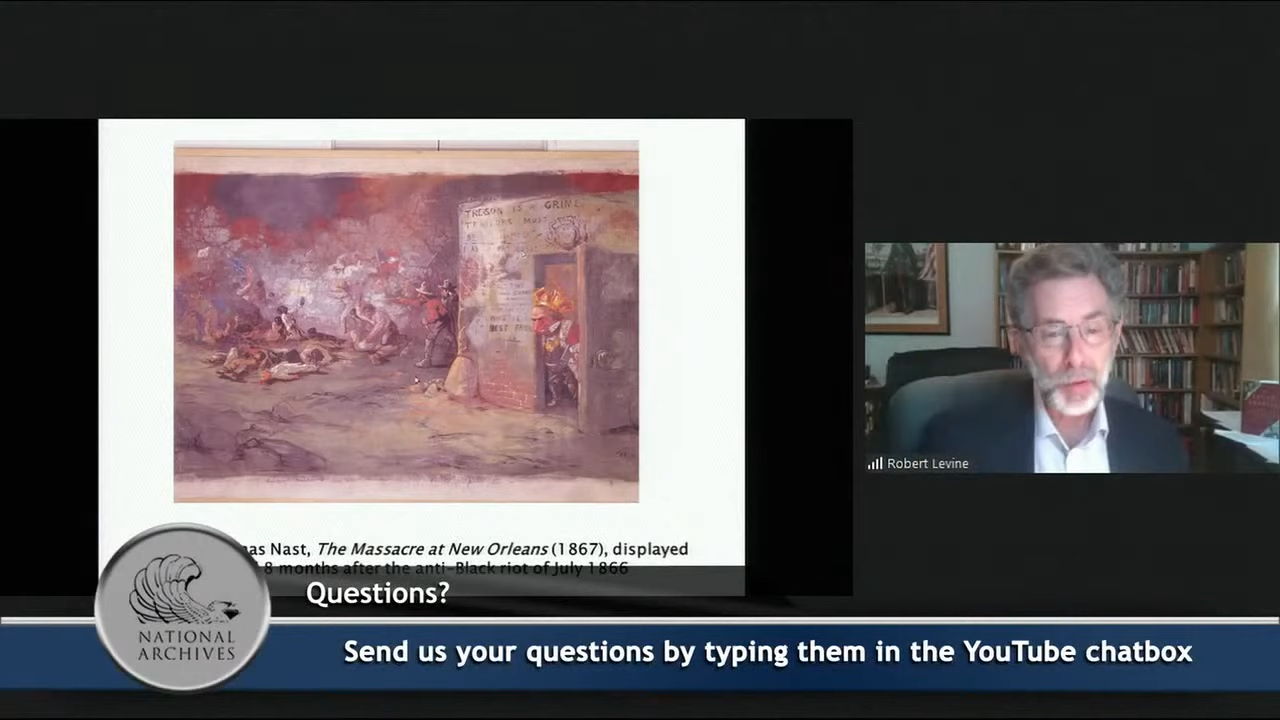 TREASON IS A CRIME
TRAITORS MUST
BE
BEST
as Nast, The Massacre at New Orleans (1867), displayed
8 months after the anti-Black riot of July 1866
Robert Levine
Questions?
NATIONAL
ARCHIVES
Send us your questions by typing them in the YouTube chatbox